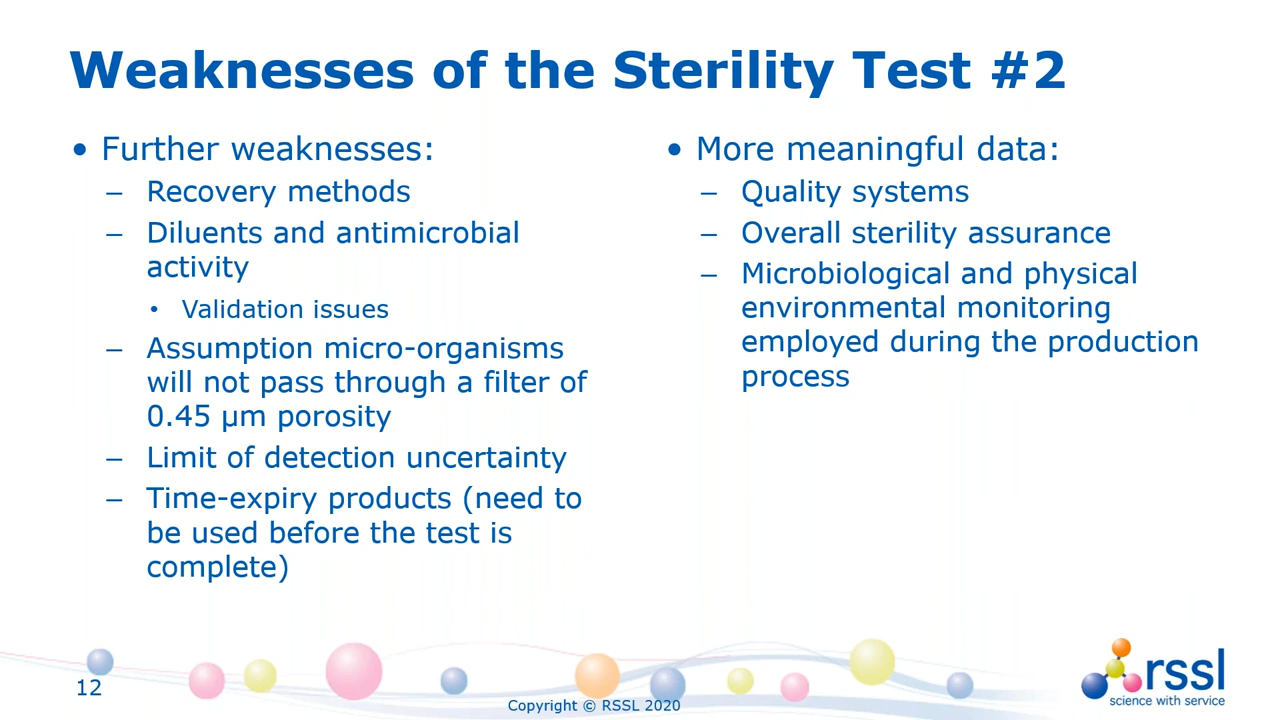 Weaknesses of the Sterility Test #2
• Further weaknesses:
– Recovery methods
– Diluents and antimicrobial
activity
• Validation issues
– Assumption micro-organisms
will not pass through a filter of
0.45 µm porosity
– Limit of detection uncertainty
– Time-expiry products (need to
be used before the test is
complete)
• More meaningful data:
– Quality systems
– Overall sterility assurance
– Microbiological and physical
environmental monitoring
employed during the production
process
12
Copyright © RSSL 2020
rssl
science with service